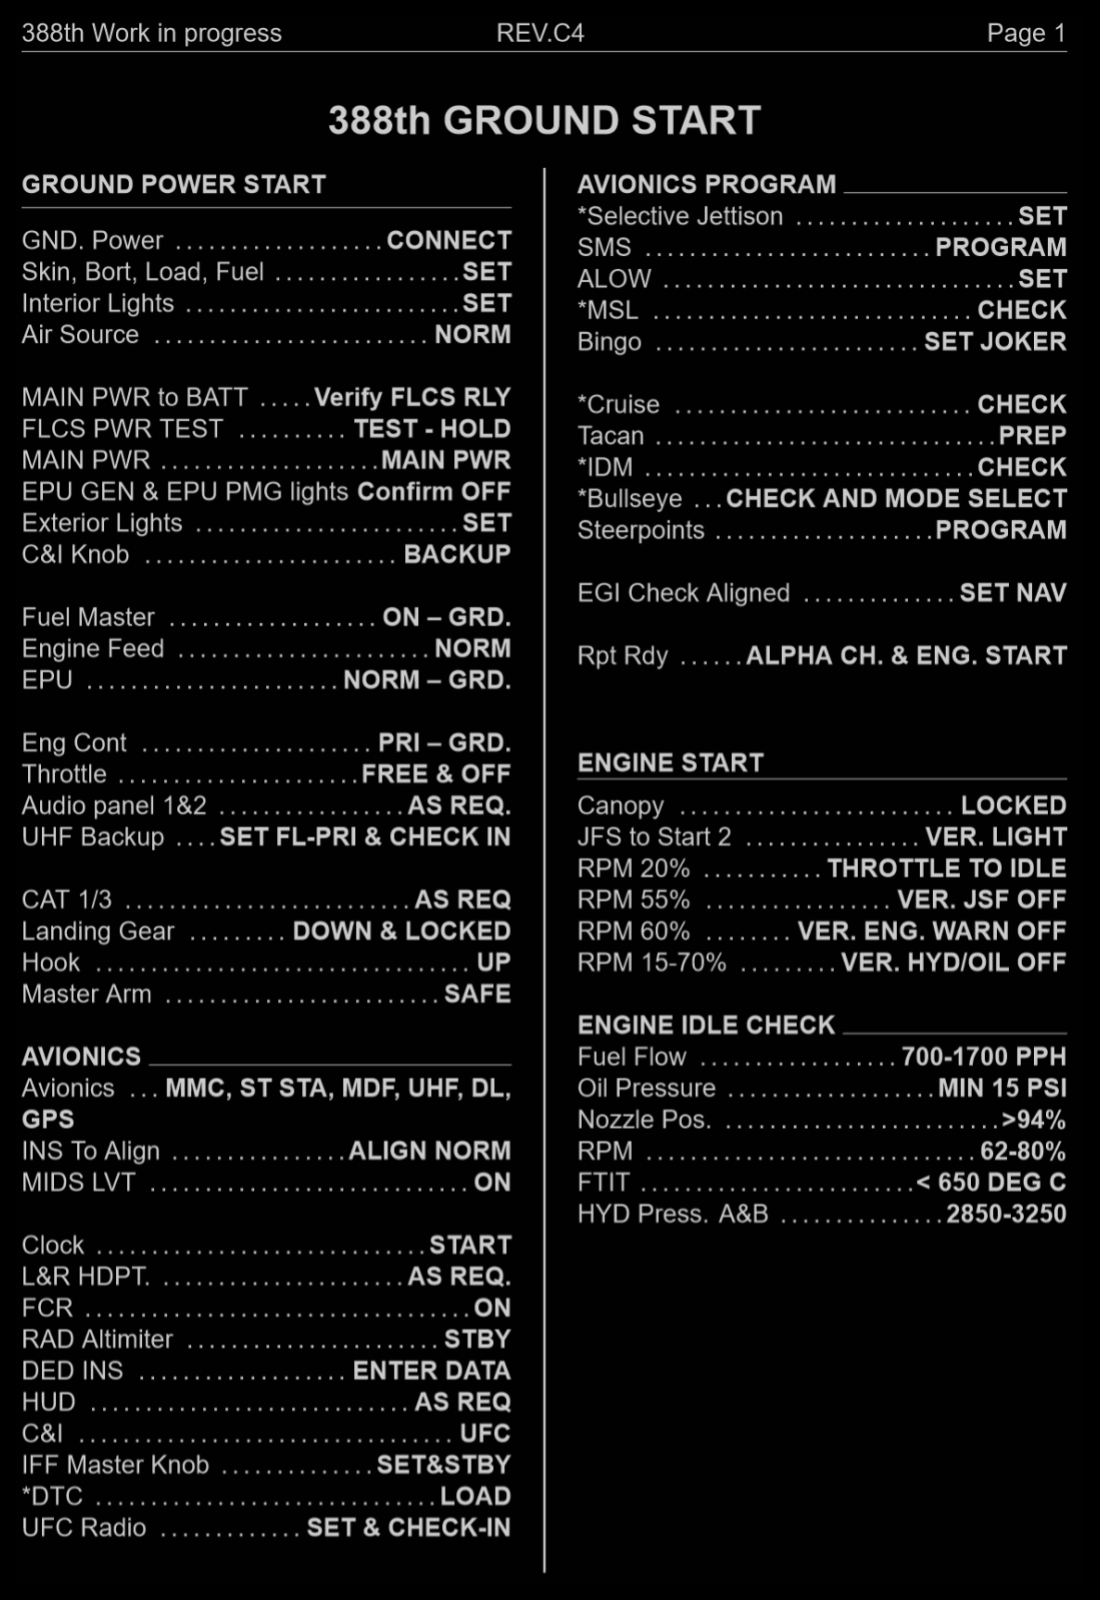 388th Work in progress REV.C4 Page 1
388th GROUND START
GROUND POWER START
GND. Power ................... CONNECT
Skin, Bort, Load, Fuel ................. SET
Interior Lights ......................... SET
Air Source ......................... NORM
MAIN PWR to BATT ..... Verify FLCS RLY
FLCS PWR TEST .......... TEST - HOLD
MAIN PWR .................... MAIN PWR
EPU GEN & EPU PMG lights Confirm OFF
Exterior Lights ........................ SET
C&I Knob ....................... BACKUP
Fuel Master ................... ON – GRD.
Engine Feed ....................... NORM
EPU ....................... NORM – GRD.
Eng Cont ..................... PRI – GRD.
Throttle ...................... FREE & OFF
Audio panel 1&2 ................. AS REQ.
UHF Backup .... SET FL-PRI & CHECK IN
CAT 1/3 .......................... AS REQ
Landing Gear ......... DOWN & LOCKED
Hook .................................. UP
Master Arm ......................... SAFE
AVIONICS
Avionics ... MMC, ST STA, MDF, UHF, DL,
GPS
INS To Align ................ ALIGN NORM
MIDS LVT ............................. ON
Clock .............................. START
L&R HDPT. ...................... AS REQ.
FCR ................................... ON
RAD Altimiter ....................... STBY
DED INS ................... ENTER DATA
HUD ............................. AS REQ
C&I .................................. UFC
IFF Master Knob .............. SET&STBY
*DTC ............................... LOAD
UFC Radio ............. SET & CHECK-IN
AVIONICS PROGRAM
*Selective Jettison .................... SET
SMS .......................... PROGRAM
ALOW ................................ SET
*MSL ............................. CHECK
Bingo ........................ SET JOKER
*Cruise ........................... CHECK
Tacan ............................... PREP
*IDM .............................. CHECK
*Bullseye ... CHECK AND MODE SELECT
Steerpoints .................... PROGRAM
EGI Check Aligned .............. SET NAV
Rpt Rdy ...... ALPHA CH. & ENG. START
ENGINE START
Canopy ......................... LOCKED
JFS to Start 2 ................ VER. LIGHT
RPM 20% ........... THROTTLE TO IDLE
RPM 55% ................. VER. JSF OFF
RPM 60% ........ VER. ENG. WARN OFF
RPM 15-70% ......... VER. HYD/OIL OFF
ENGINE IDLE CHECK
Fuel Flow .................. 700-1700 PPH
Oil Pressure ................... MIN 15 PSI
Nozzle Pos. ......................... >94%
RPM .............................. 62-80%
FTIT ......................... < 650 DEG C
HYD Press. A&B ............... 2850-3250